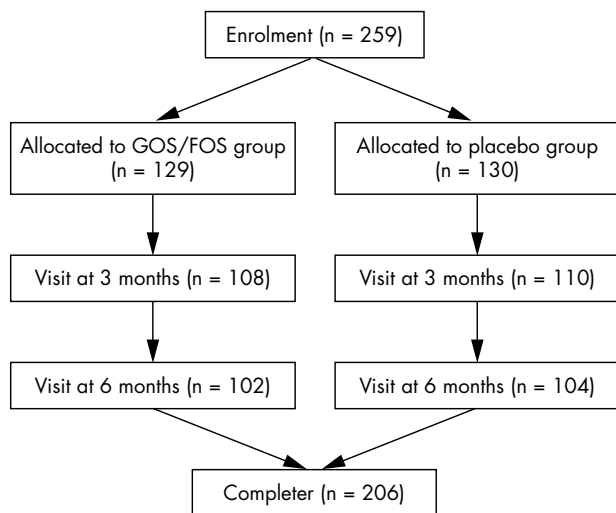 Enrolment (n = 259)
Allocated to GOS/FOS group
(n = 129)
Allocated to placebo group
(n = 130)
Visit at 3 months (n = 108)
Visit at 3 months (n = 110)
Visit at 6 months (n = 102)
Visit at 6 months (n = 104)
Completer (n = 206)